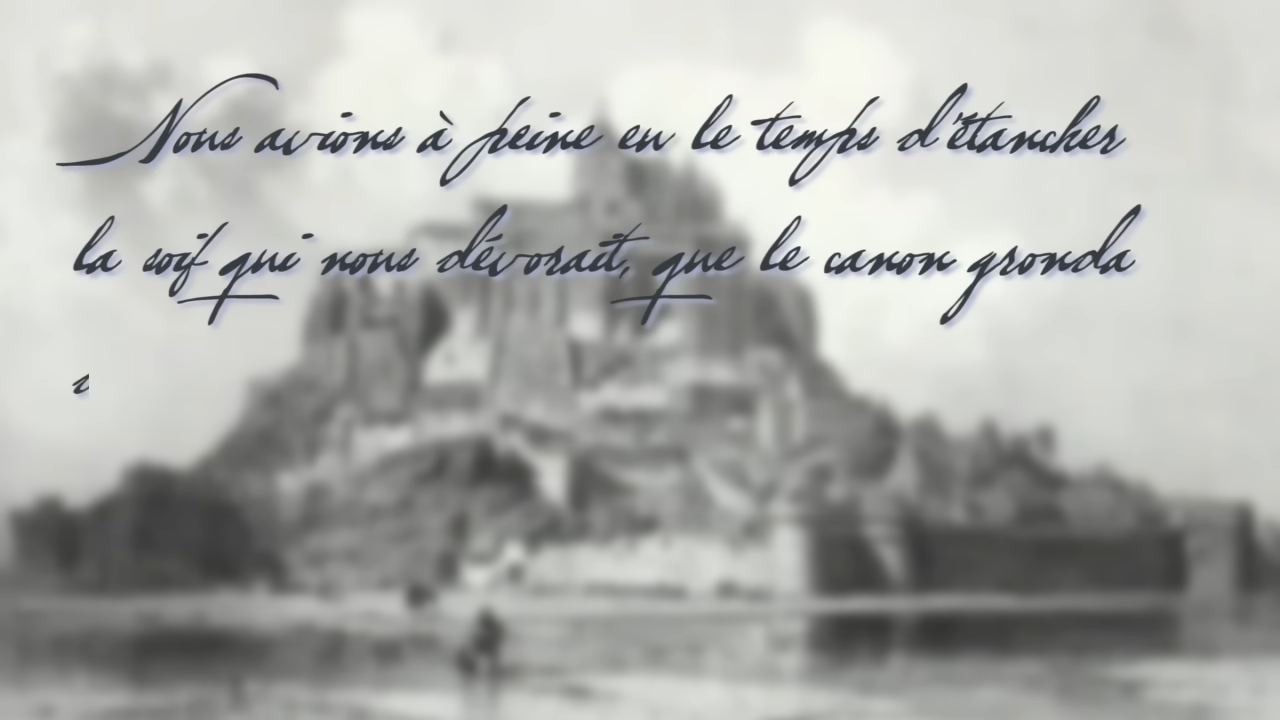 Nous avions à peine eu le temps d'étancher
la soif qui nous dévorait, que le canon gronda